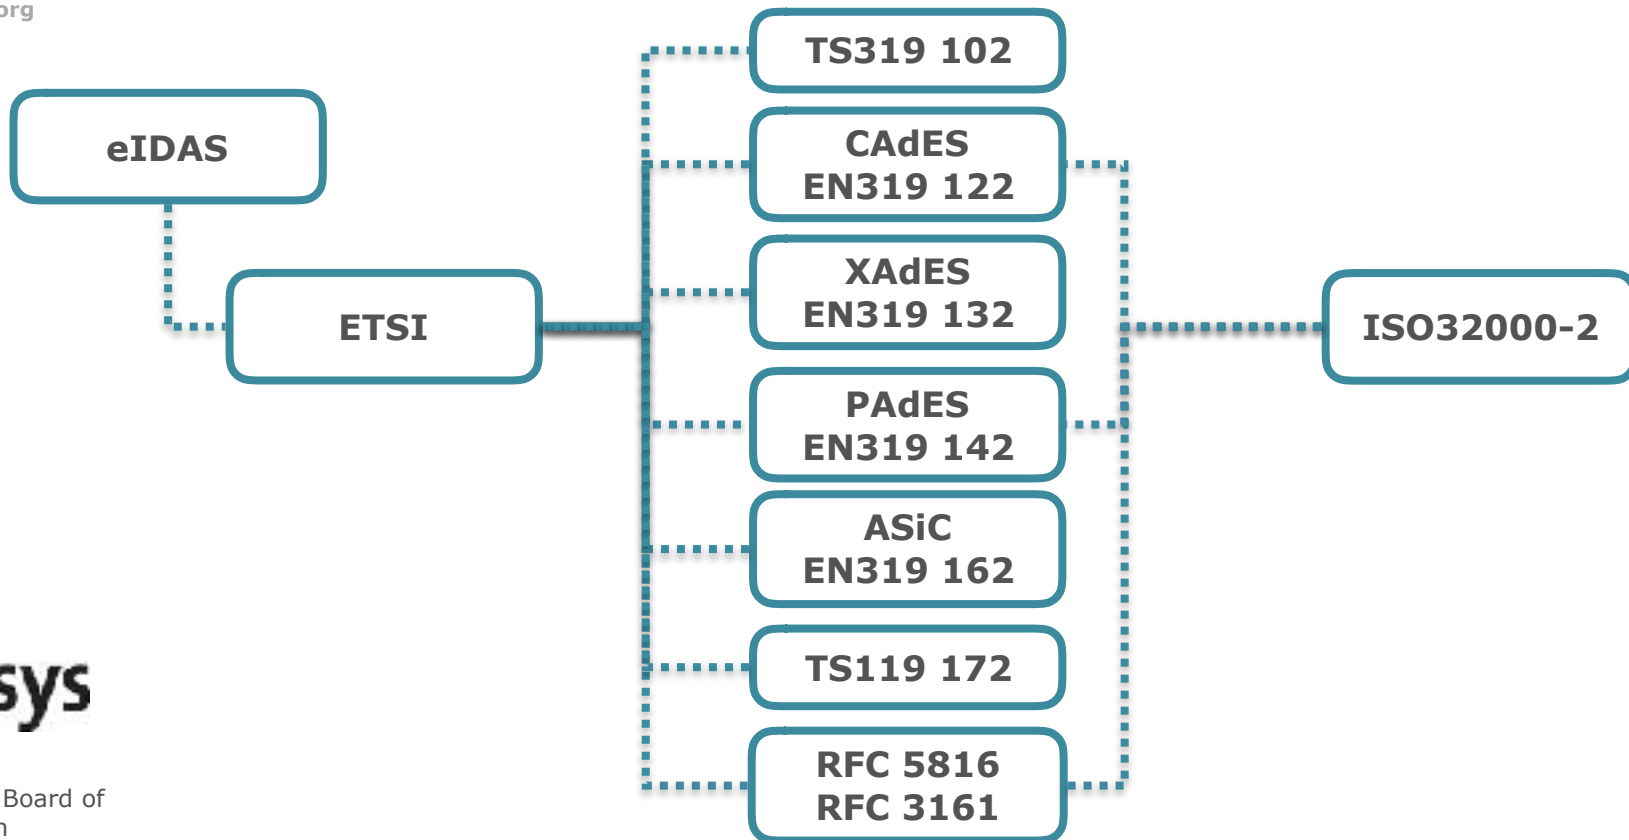 org
eIDAS
ETSI
TS319 102
CAdES
EN319 122
XAdES
EN319 132
PAdES
EN319 142
ASiC
EN319 162
TS119 172
RFC 5816
RFC 3161
ISO32000-2
sys
Board of